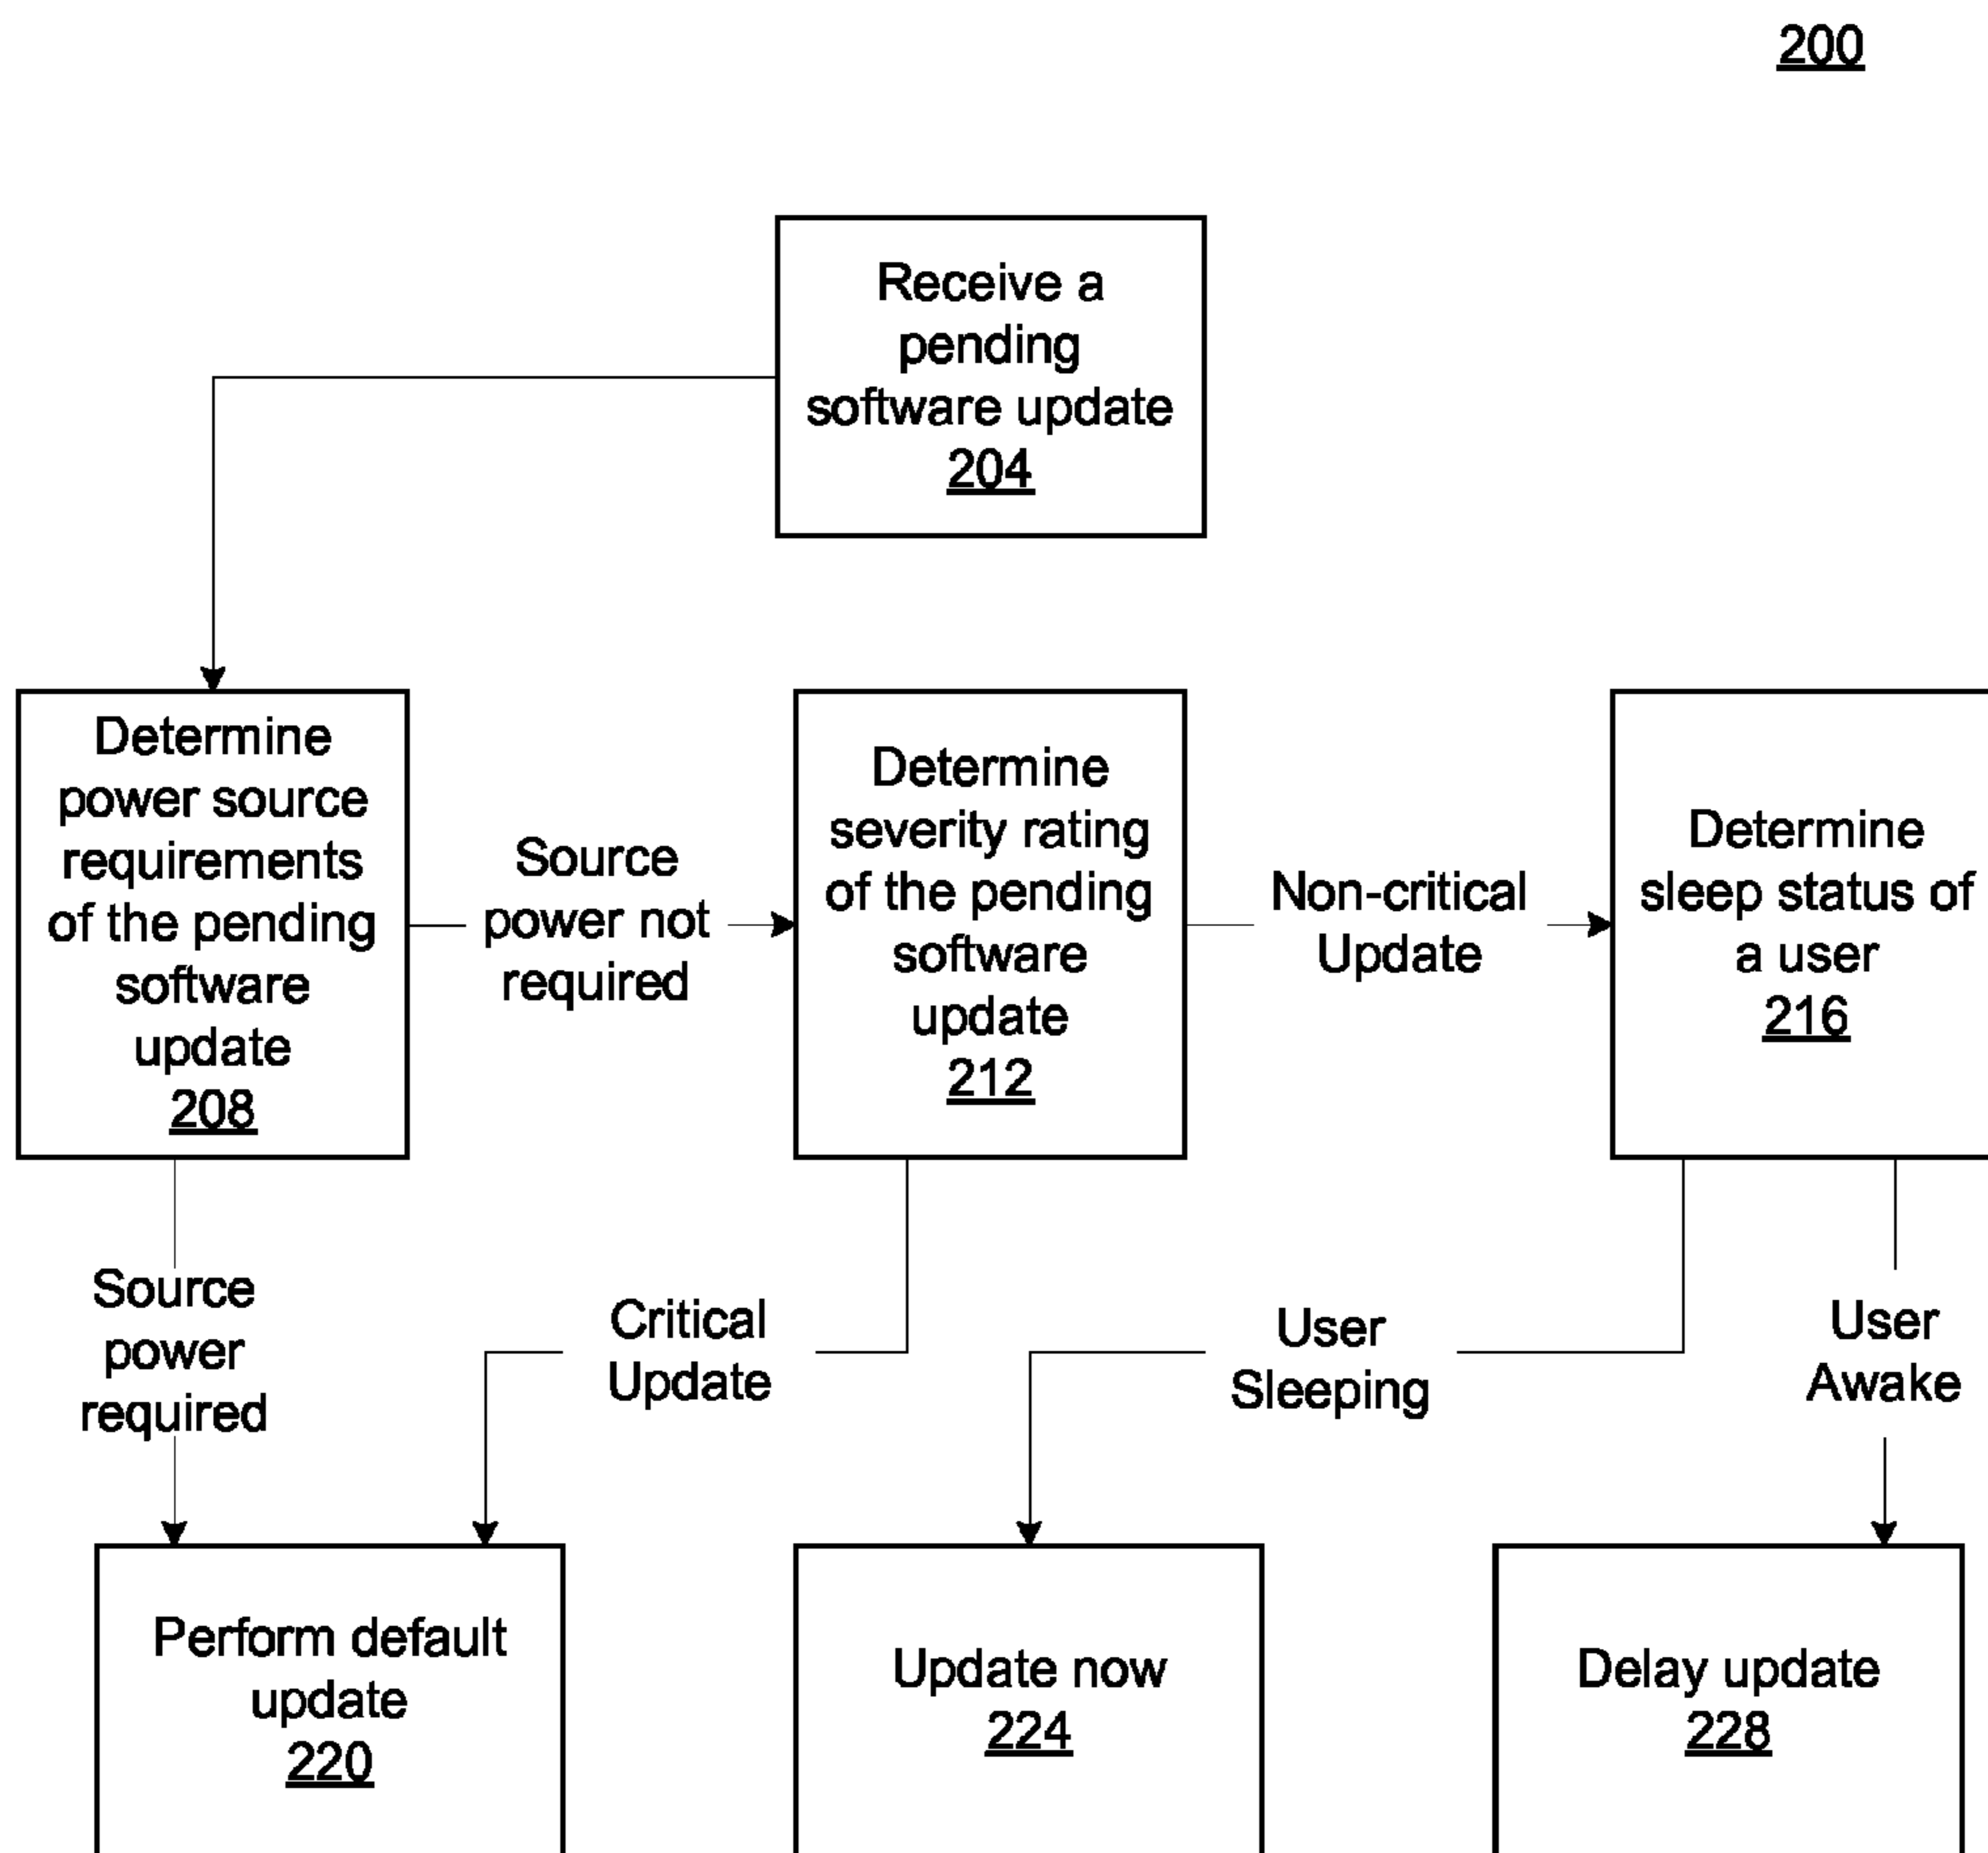 200
Receive a
pending
software update
204
Determine
power source
requirements
of the pending
software
update
208
Source
power not
required
Determine
severity rating
of the pending
software
update
212
Non-critical
Update
Determine
sleep status of
a user
216
Source
power
required
Critical
Update
User
Sleeping
User
Awake
Perform default
update
220
Update now
224
Delay update
228